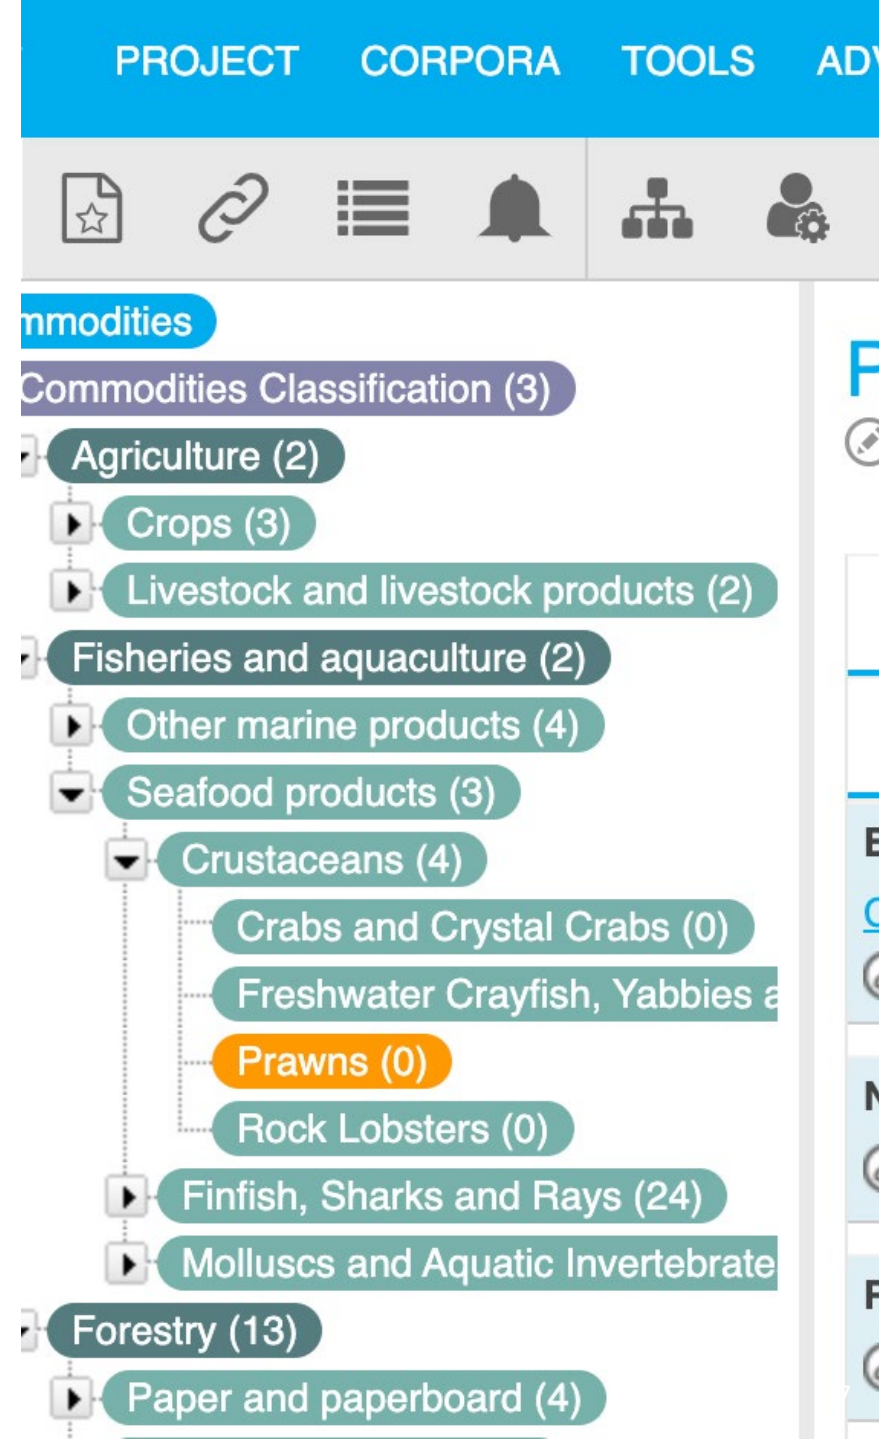 PROJECT CORPORA TOOLS
mmodities
Commodities Classification (3)
Agriculture (2)
Crops (3)
Livestock and livestock products (2)
Fisheries and aquaculture (2)
Other marine products (4)
Seafood products (3)
Crustaceans (4)
Crabs and Crystal Crabs (0)
Freshwater Crayfish, Yabbies a
Prawns (0)
Rock Lobsters (0)
Finfish, Sharks and Rays (24)
Molluscs and Aquatic Invertebrate
Forestry (13)
Paper and paperboard (4)